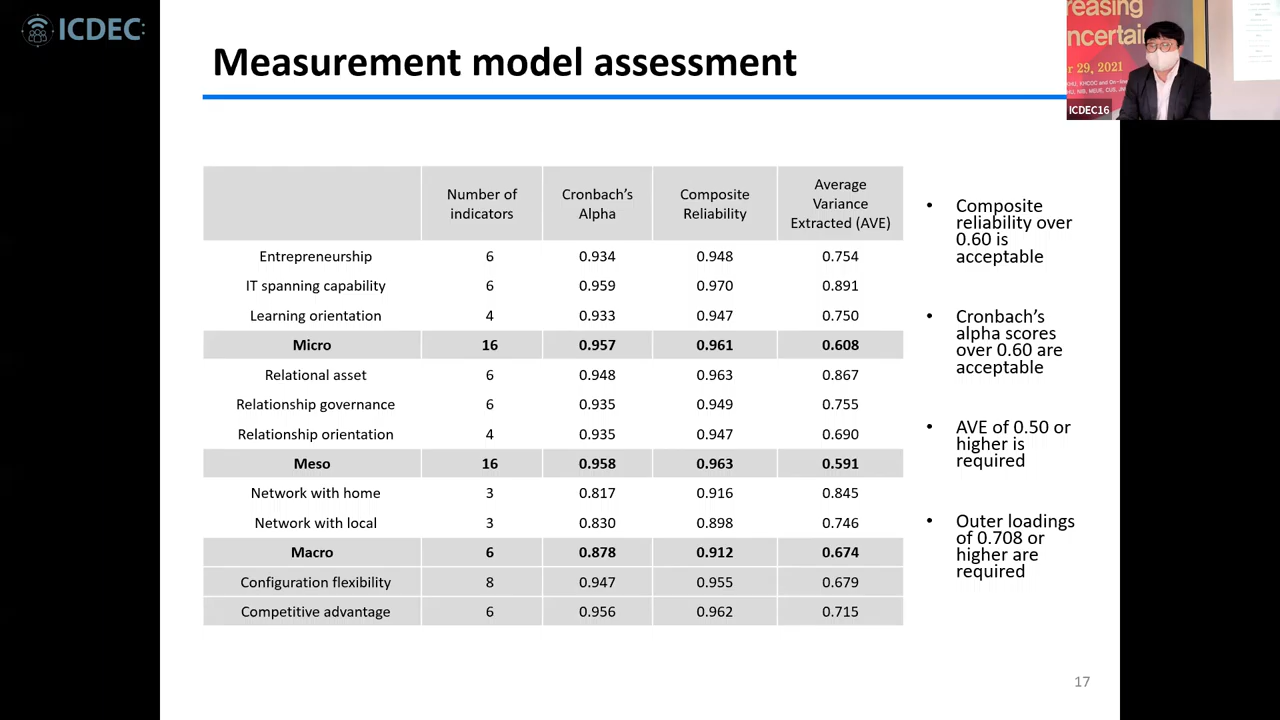 ICDEC:
Measurement model assessment
reasing
ncertai
r 29, 2021
ICDEC16
Number of indicators Cronbach's Alpha Composite Reliability Average Variance Extracted (AVE)
Entrepreneurship 6 0.934 0.948 0.754
IT spanning capability 6 0.959 0.970 0.891
Learning orientation 4 0.933 0.947 0.750
Micro 16 0.957 0.961 0.608
Relational asset 6 0.948 0.963 0.867
Relationship governance 6 0.935 0.949 0.755
Relationship orientation 4 0.935 0.947 0.690
Meso 16 0.958 0.963 0.591
Network with home 3 0.817 0.916 0.845
Network with local 3 0.830 0.898 0.746
Macro 6 0.878 0.912 0.674
Configuration flexibility 8 0.947 0.955 0.679
Competitive advantage 6 0.956 0.962 0.715
• Composite
reliability over
0.60 is
acceptable
• Cronbach's
alpha scores
over 0.60 are
acceptable
• AVE of 0.50 or
higher is
required
• Outer loadings
of 0.708 or
higher are
required
17